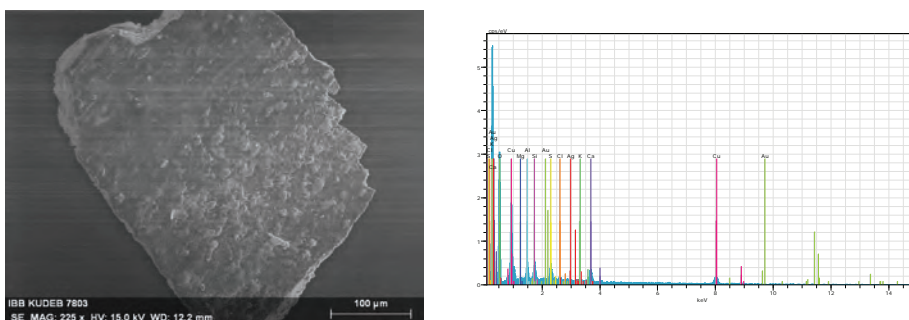 IBB KUDEB 7803
SE MAG: 225 x HV: 15.0 kV WD: 12.2 mm
100 µm
cps/eV
5
4
3
2
1
0
Au
Ag
Cl
O
Ca
Cu
Mg
Al
Si
Au
S
Cl
Ag
K
Ca
Cu
Au
2
4
6
8
10
12
14
keV